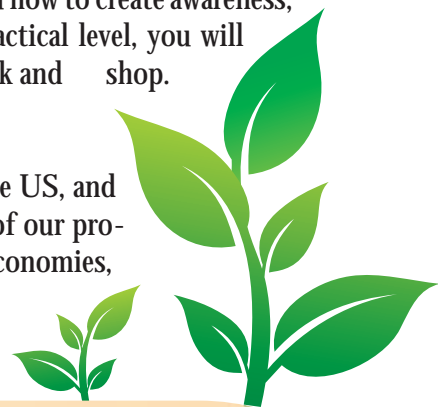 how to create awareness,
actical level, you will
k and shop.
e US, and
of our pro-
conomies,